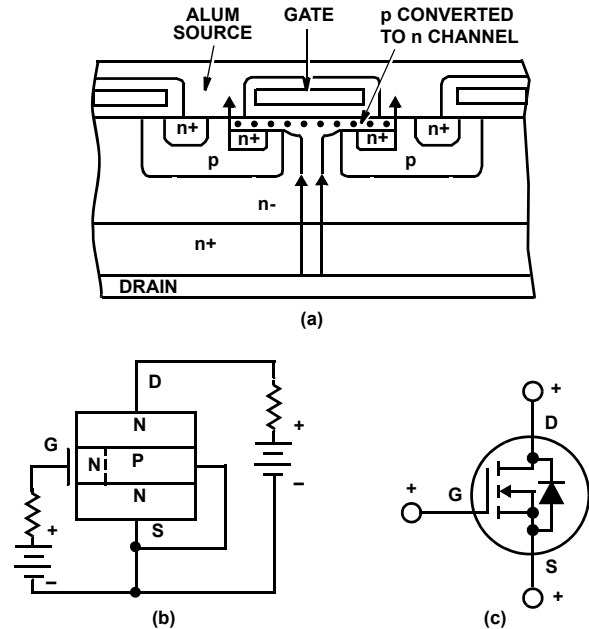 ALUM
SOURCE
GATE
p CONVERTED
TO n CHANNEL
n+
n+
n+
n+
p
p
n-
n+
DRAIN
(a)
D
N
G
N
P
N
S
+
–
+
–
(b)
+
D
+
G
S
+
(c)